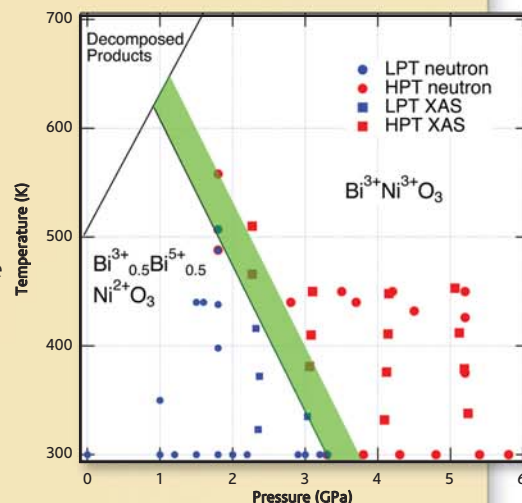 700
600
500
400
300
Temperature (K)
Decomposed
Products
LPT neutron
HPT neutron
LPT XAS
HPT XAS
Bi3+Ni3+O3
Bi3+0.5Bi5+0.5
Ni2+O3
0 1 2 3 4 5 6
Pressure (GPa)